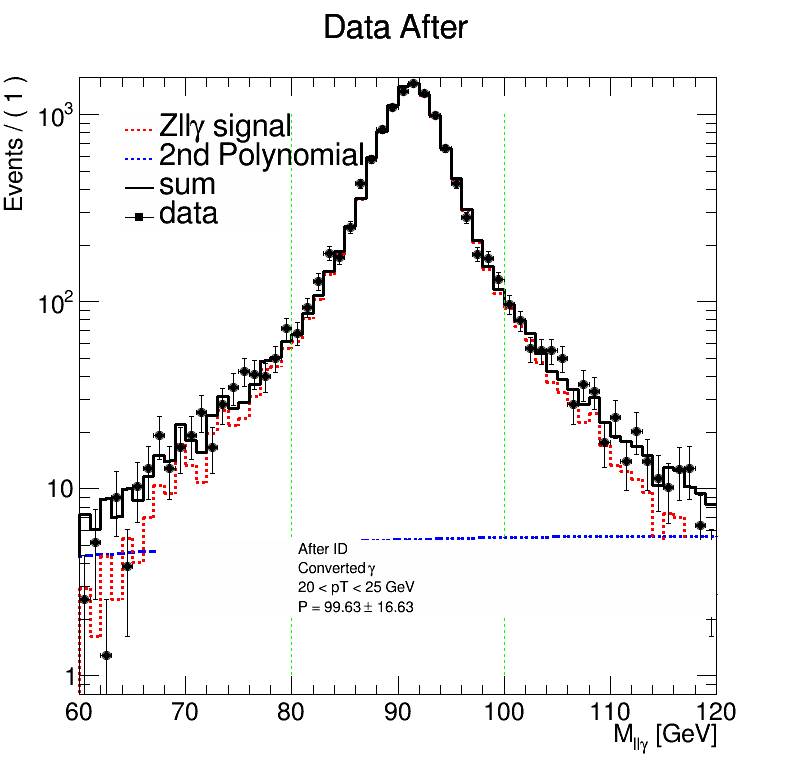 Data After
Events / ( 1 )
10³
10²
10
1
Zllγ signal
2nd Polynomial
sum
data
After ID
Converted γ
20 < pT < 25 GeV
P = 99.63 ± 16.63
60 70 80 90 100 110 120
M_llγ [GeV]